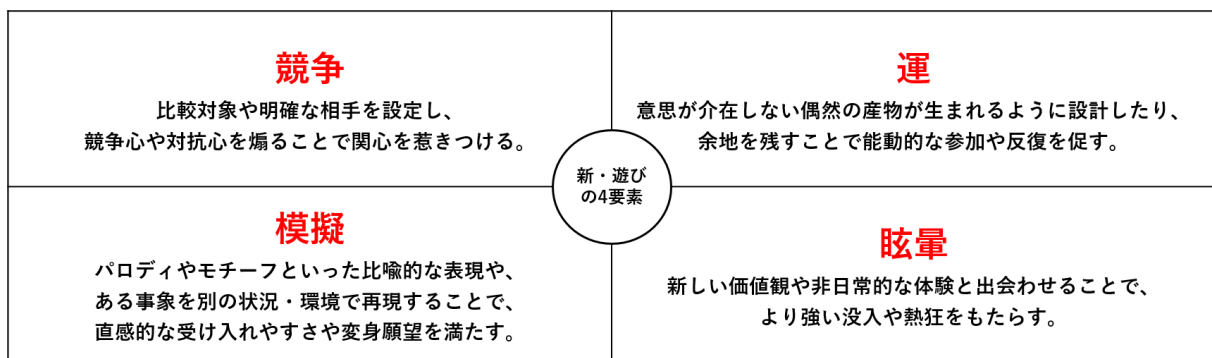 競争
比較対象や明確な相手を設定し、
競争心や対抗心を煽ることで関心を惹きつける。
運
意思が介在しない偶然の産物が生まれるように設計したり、
余地を残すことで能動的な参加や反復を促す。
新・遊び
の4要素
模擬
パロディやモチーフといった比喩的な表現や、
ある事象を別の状況・環境で再現することで、
直感的な受け入れやすさや変身願望を満たす。
眩暈
新しい価値観や非日常的な体験と出会わせることで、
より強い没入や熱狂をもたらす。